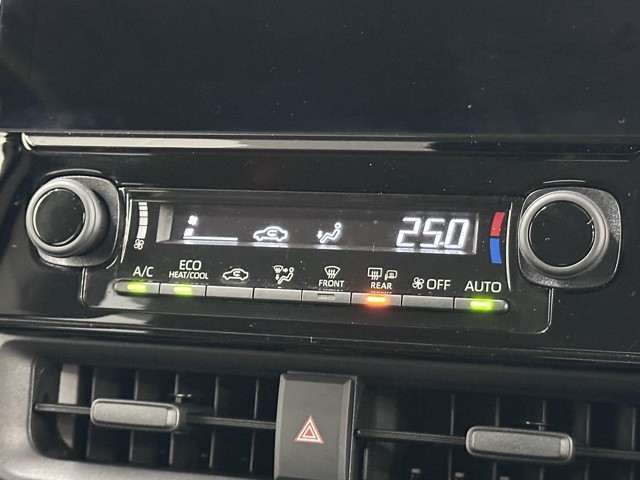 25.0
A/C
ECO
HEAT/COOL
FRONT
REAR
OFF
AUTO